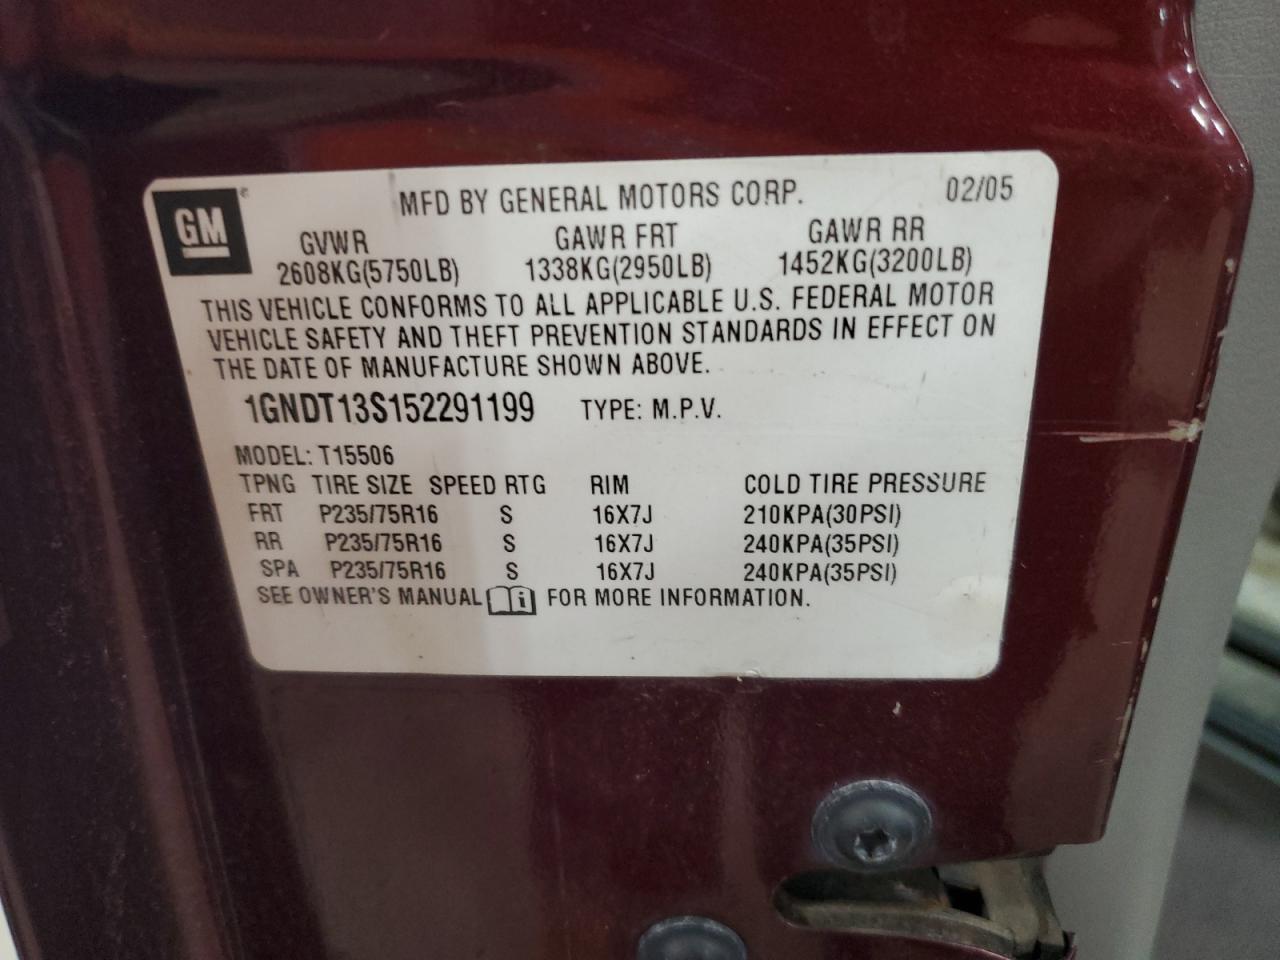 GM ® MFD BY GENERAL MOTORS CORP. 02/05
GVWR GAWR FRT GAWR RR
2608KG(5750LB) 1338KG(2950LB) 1452KG(3200LB)
THIS VEHICLE CONFORMS TO ALL APPLICABLE U.S. FEDERAL MOTOR
VEHICLE SAFETY AND THEFT PREVENTION STANDARDS IN EFFECT ON
THE DATE OF MANUFACTURE SHOWN ABOVE.
1GNDT13S152291199 TYPE: M.P.V.
MODEL: T15506
TPNG TIRE SIZE SPEED RTG RIM COLD TIRE PRESSURE
FRT P235/75R16 S 16X7J 210KPA(30PSI)
RR P235/75R16 S 16X7J 240KPA(35PSI)
SPA P235/75R16 S 16X7J 240KPA(35PSI)
SEE OWNER'S MANUAL i FOR MORE INFORMATION.